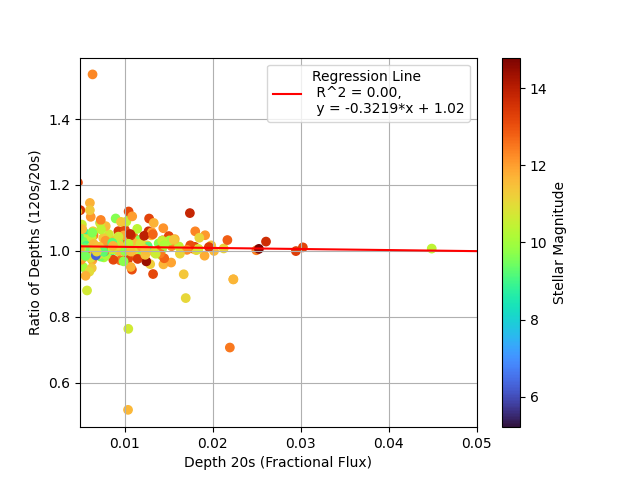 Regression Line
R^2 = 0.00,
y = -0.3219*x + 1.02
1.4
1.2
1.0
0.8
0.6
Ratio of Depths (120s/20s)
0.01
0.02
0.03
0.04
0.05
Depth 20s (Fractional Flux)
14
12
10
8
6
Stellar Magnitude